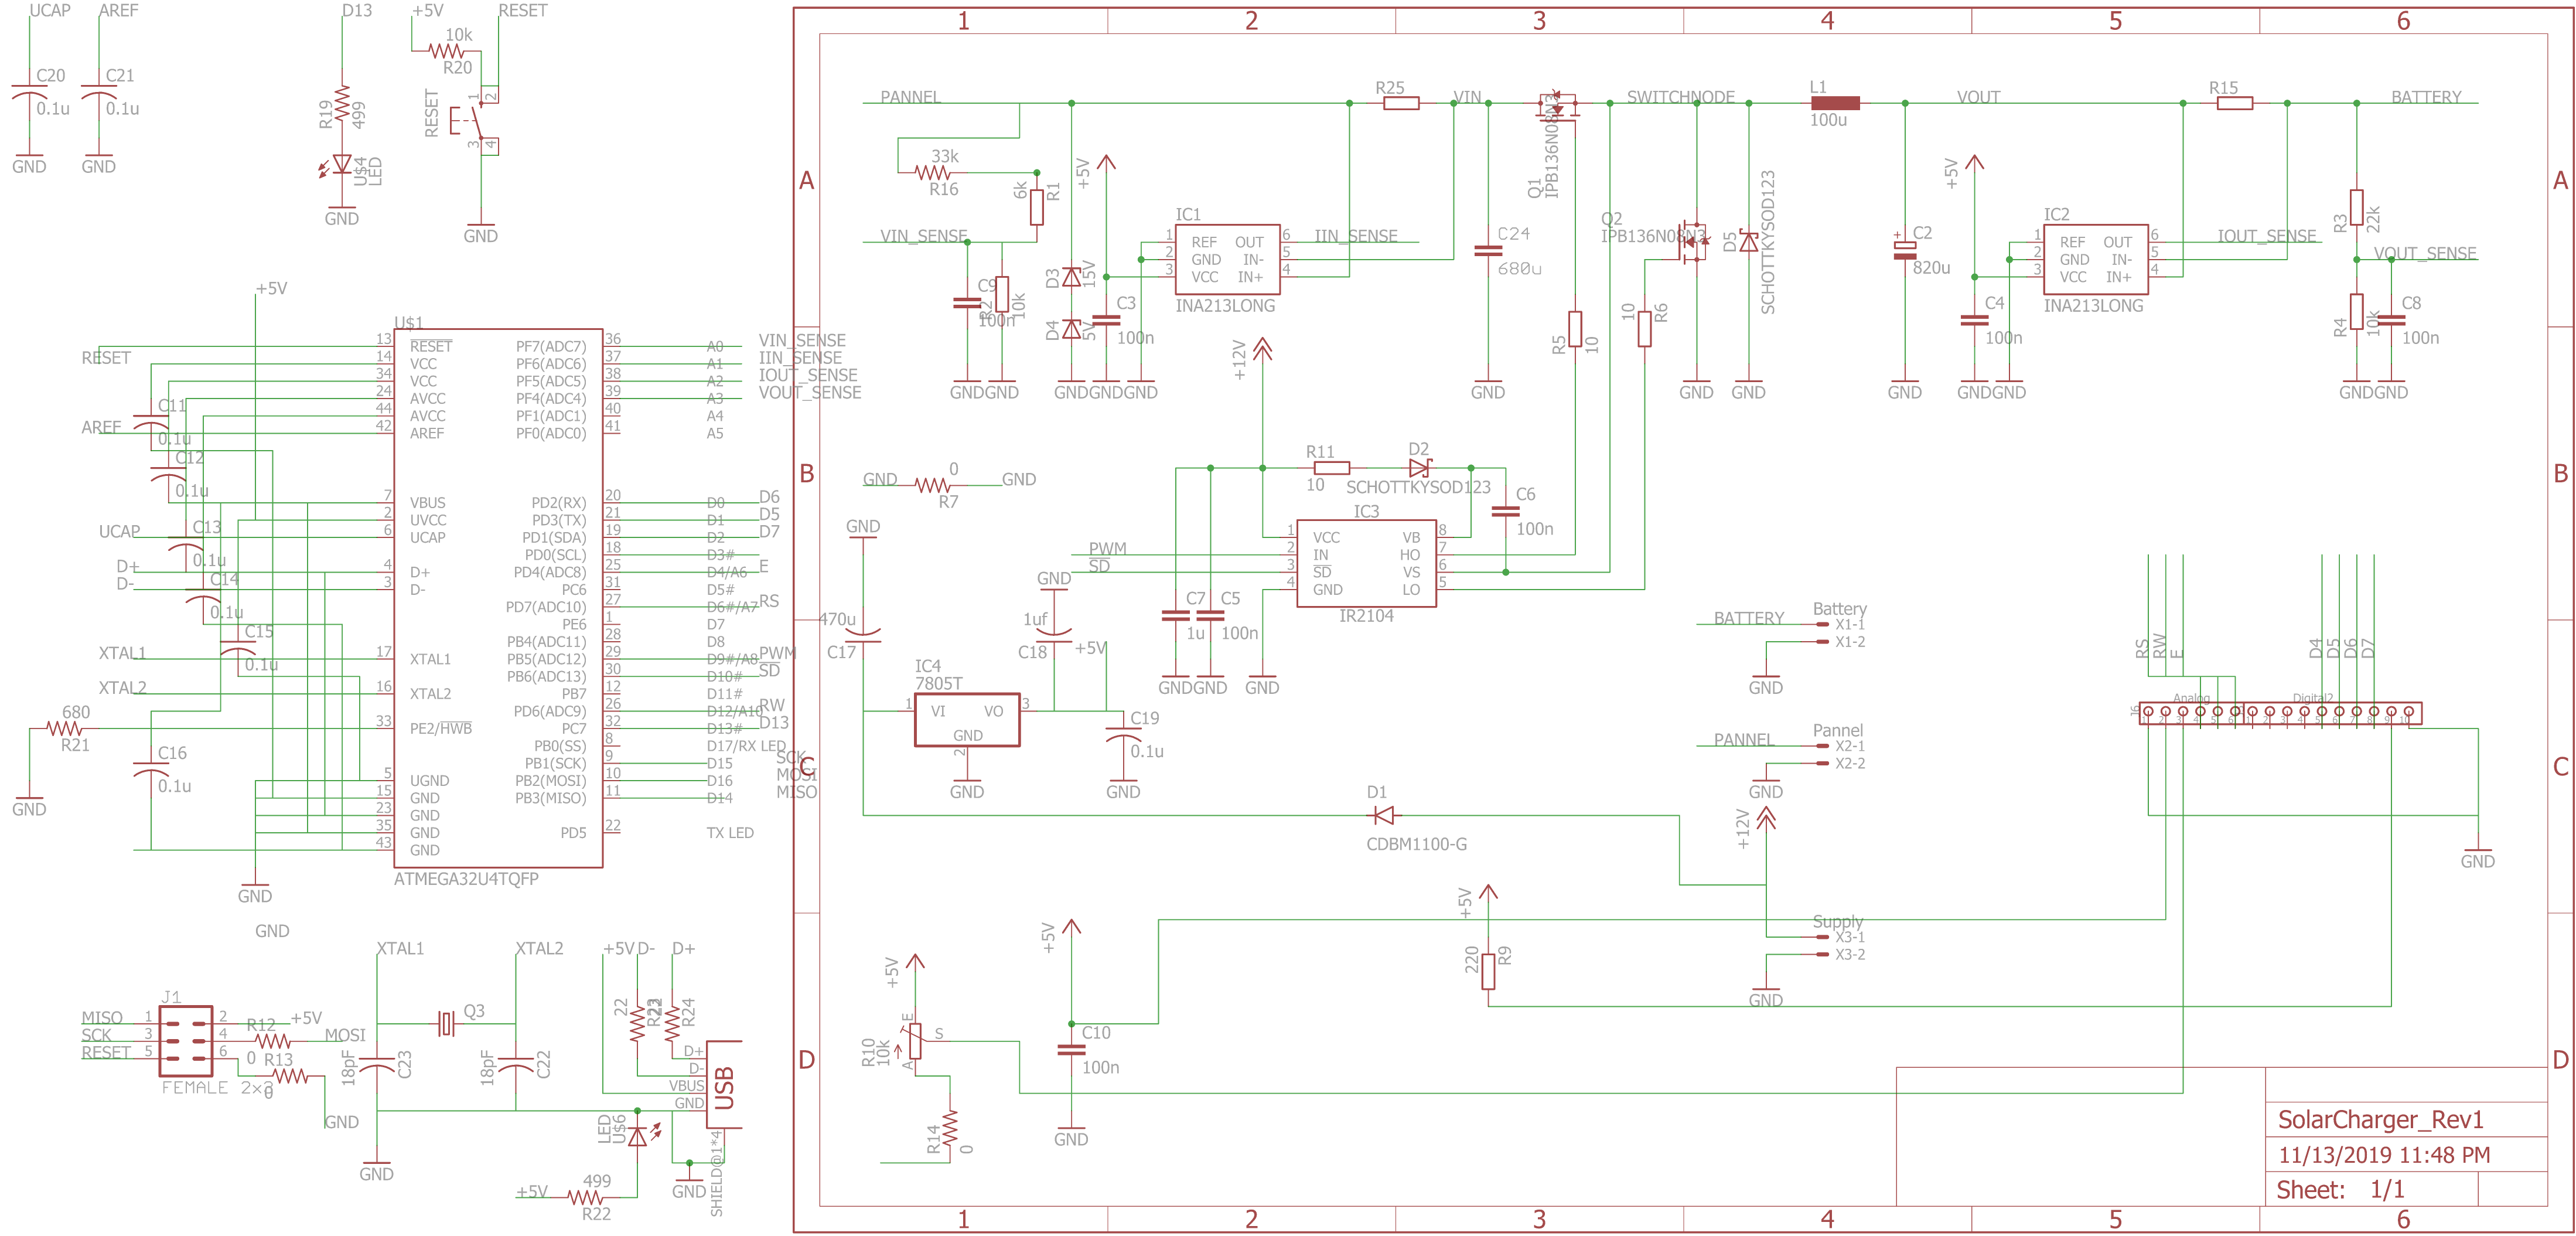 UCAP
AREF
D13
+5V
RESET
C20
0.1u
GND
C21
0.1u
GND
R19
499
U$4
LED
GND
10k
R20
RESET
1
2
3
4
GND
+5V
U$1
13 RESET
14 VCC
34 VCC
24 AVCC
44 AVCC
42 AREF
7 VBUS
2 UVCC
6 UCAP
4 D+
3 D-
17 XTAL1
16 XTAL2
33 PE2/HWB
5 UGND
15 GND
23 GND
35 GND
43 GND
PF7(ADC7) 36 A0 VIN_SENSE
PF6(ADC6) 37 A1 IIN_SENSE
PF5(ADC5) 38 A2 IOUT_SENSE
PF4(ADC4) 39 A3 VOUT_SENSE
PF1(ADC1) 40 A4
PF0(ADC0) 41 A5
PD2(RX) 20 D0 D6
PD3(TX) 21 D1 D5
PD1(SDA) 19 D2 D7
PD0(SCL) 18 D3#
PD4(ADC8) 25 D4/A6 E
PC6 31 D5#
PD7(ADC10) 27 D6#/A7 RS
PE6 1 D7
PB4(ADC11) 28 D8
PB5(ADC12) 29 D9#/A8 PWM
PB6(ADC13) 30 D10# SD
PB7 12 D11#
PD6(ADC9) 26 D12/A10 RW
PC7 32 D13# D13
PB0(SS) 8 D17/RX LED
PB1(SCK) 9 D15 SCK
PB2(MOSI) 10 D16 MOSI
PB3(MISO) 11 D14 MISO
PD5 22 TX LED
ATMEGA32U4TQFP
RESET
AREF
UCAP
D+
D-
XTAL1
XTAL2
C11
0.1u
C12
0.1u
C13
0.1u
C14
0.1u
C15
0.1u
C16
0.1u
680
R21
GND
GND
GND
J1
MISO 1 2 +5V
SCK 3 4 MOSI
RESET 5 6
R12
0
R13
0
GND
FEMALE 2x3
XTAL1
XTAL2
Q3
18pF
C23
18pF
C22
GND
+5V
D-
D+
22
R23
22
R24
D+
D-
VBUS
GND
USB
SHIELD@1*4
GND
LED
U$6
+5V
499
R22
1 2 3 4 5 6
A
B
C
D
PANNEL
33k
R16
6k
R1
VIN_SENSE
C9
100n
R2
10k
GND
GND
D3
15V
D4
5V
GND
+5V
C3
100n
GND
GND
IC1
1 REF OUT 6
2 GND IN- 5
3 VCC IN+ 4
INA213LONG
IIN_SENSE
R25
VIN
C24
680u
GND
Q1
IPB136N08N3
SWITCHNODE
R5
10
Q2
IPB136N08N3
10
R6
GND
D5
SCHOTTKYSOD123
GND
L1
100u
VOUT
C2
820u
GND
+5V
C4
100n
GND
GND
IC2
1 REF OUT 6
2 GND IN- 5
3 VCC IN+ 4
INA213LONG
IOUT_SENSE
R15
BATTERY
R3
22k
VOUT_SENSE
R4
10k
C8
100n
GND
GND
+12V
R11
10
D2
SCHOTTKYSOD123
C6
100n
IC3
1 VCC VB 8
2 IN HO 7
3 SD VS 6
4 GND LO 5
IR2104
PWM
SD
C7
1u
C5
100n
GND
GND
GND
GND
0
R7
GND
GND
470u
C17
GND
1uf
C18
+5V
IC4
7805T
1 VI VO 3
GND
2
GND
C19
0.1u
GND
D1
CDBM1100-G
BATTERY
Battery
X1-1
X1-2
GND
PANNEL
Pannel
X2-1
X2-2
GND
+12V
Supply
X3-1
X3-2
GND
+5V
220
R9
+5V
R10
10k
E
S
A
R14
0
+5V
C10
100n
GND
RS
RW
E
D4
D5
D6
D7
Analog
Digital2
GND
SolarCharger_Rev1
11/13/2019 11:48 PM
Sheet: 1/1
1 2 3 4 5 6
A
B
C
D